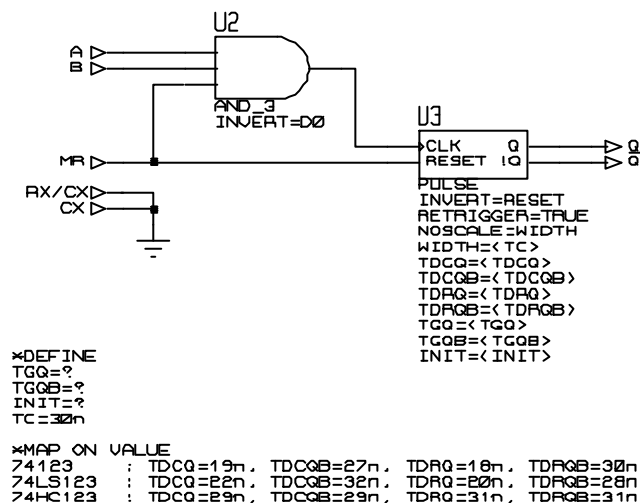 U2
A
B
AND_3
INVERT=D0
U3
CLK Q
RESET !Q
Q
Q
MR
RX/CX
CX
PULSE
INVERT=RESET
RETRIGGER=TRUE
NOSCALE=WIDTH
WIDTH=<TC>
TDCQ=<TDCQ>
TDCQB=<TDCQB>
TDRQ=<TDRQ>
TDRQB=<TDRQB>
TGQ=<TGQ>
TGQB=<TGQB>
INIT=<INIT>
*DEFINE
TGQ=?
TGQB=?
INIT=?
TC=30n
*MAP ON VALUE
74123 : TDCQ=19n, TDCQB=27n, TDRQ=18n, TDRQB=30n
74LS123 : TDCQ=22n, TDCQB=32n, TDRQ=20n, TDRQB=28n
74HC123 : TDCQ=29n, TDCQB=29n, TDRQ=31n, TDRQB=31n